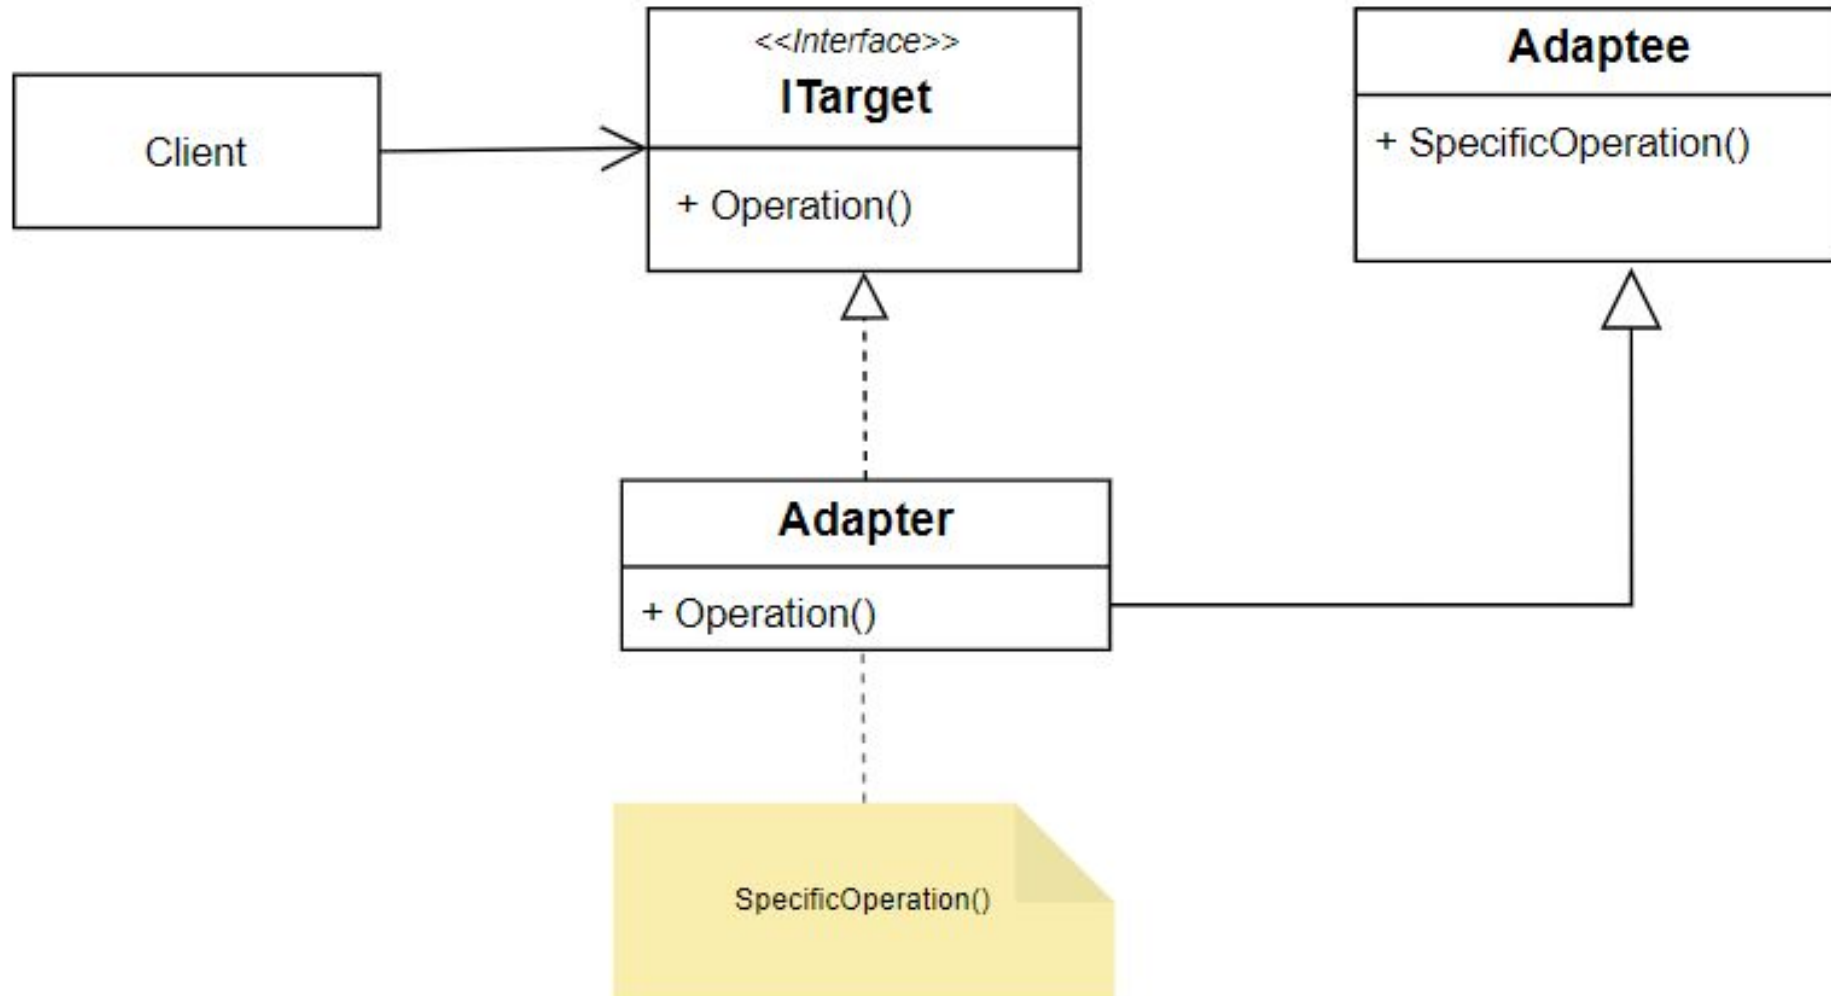 Client
<<Interface>>
ITarget
+ Operation()
Adaptee
+ SpecificOperation()
Adapter
+ Operation()
SpecificOperation()